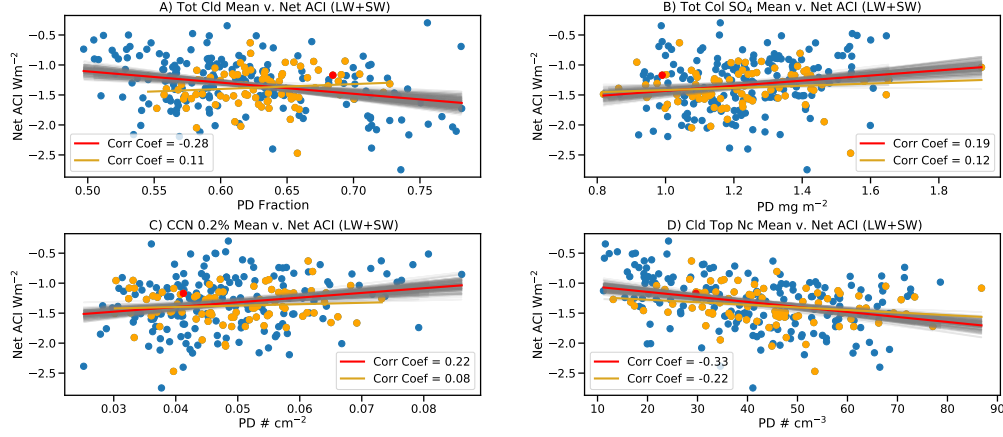 A) Tot Cld Mean v. Net ACI (LW+SW)
Net ACI Wm⁻²
−0.5
−1.0
−1.5
−2.0
−2.5
Corr Coef = -0.28
Corr Coef = 0.11
0.50 0.55 0.60 0.65 0.70 0.75
PD Fraction
B) Tot Col SO₄ Mean v. Net ACI (LW+SW)
Net ACI Wm⁻²
−0.5
−1.0
−1.5
−2.0
−2.5
Corr Coef = 0.19
Corr Coef = 0.12
0.8 1.0 1.2 1.4 1.6 1.8
PD mg m⁻²
C) CCN 0.2% Mean v. Net ACI (LW+SW)
Net ACI Wm⁻²
−0.5
−1.0
−1.5
−2.0
−2.5
Corr Coef = 0.22
Corr Coef = 0.08
0.03 0.04 0.05 0.06 0.07 0.08
PD # cm⁻²
D) Cld Top Nc Mean v. Net ACI (LW+SW)
Net ACI Wm⁻²
−0.5
−1.0
−1.5
−2.0
−2.5
Corr Coef = -0.33
Corr Coef = -0.22
10 20 30 40 50 60 70 80 90
PD # cm⁻³